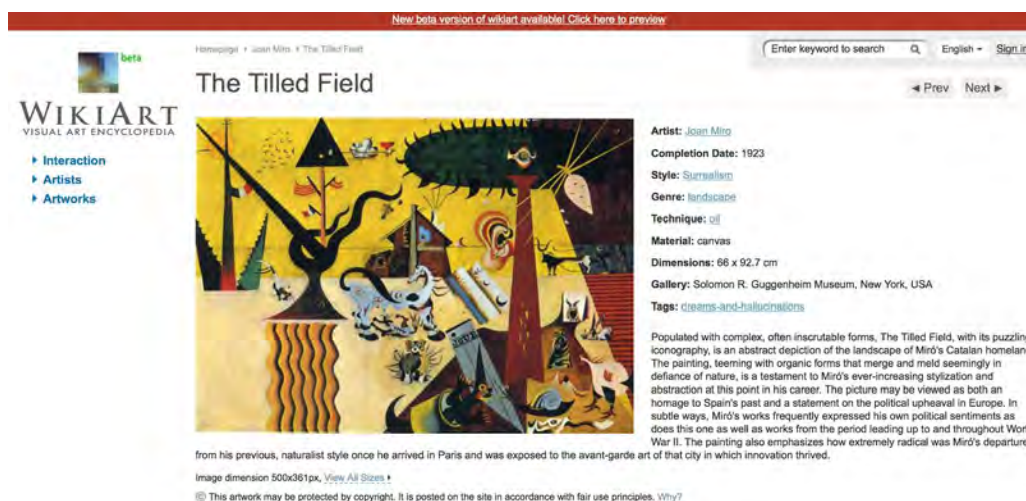 New beta version of wikiart available! Click here to preview
beta
Homepage › Joan Miro › The Tilled Field
Enter keyword to search
English
Sign in
The Tilled Field
◄ Prev Next ►
WIKIART
VISUAL ART ENCYCLOPEDIA
Interaction
Artists
Artworks
Artist: Joan Miro
Completion Date: 1923
Style: Surrealism
Genre: landscape
Technique: oil
Material: canvas
Dimensions: 66 x 92.7 cm
Gallery: Solomon R. Guggenheim Museum, New York, USA
Tags: dreams-and-hallucinations
Populated with complex, often inscrutable forms, The Tilled Field, with its puzzling
iconography, is an abstract depiction of the landscape of Miró's Catalan homelan
The painting, teeming with organic forms that merge and meld seemingly in
defiance of nature, is a testament to Miró's ever-increasing stylization and
abstraction at this point in his career. The picture may be viewed as both an
homage to Spain's past and a statement on the political upheaval in Europe. In
subtle ways, Miró's works frequently expressed his own political sentiments as
does this one as well as works from the period leading up to and throughout Wor
War II. The painting also emphasizes how extremely radical was Miró's departure
from his previous, naturalist style once he arrived in Paris and was exposed to the avant-garde art of that city in which innovation thrived.
Image dimension 500x361px, View All Sizes
© This artwork may be protected by copyright. It is posted on the site in accordance with fair use principles. Why?